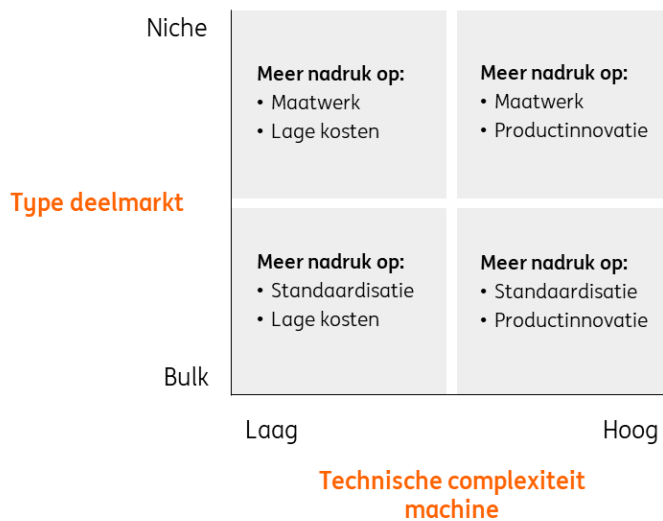 Niche
Meer nadruk op:
• Maatwerk
• Lage kosten
Meer nadruk op:
• Maatwerk
• Productinnovatie
Type deelmarkt
Meer nadruk op:
• Standaardisatie
• Lage kosten
Meer nadruk op:
• Standaardisatie
• Productinnovatie
Bulk
Laag
Hoog
Technische complexiteit
machine